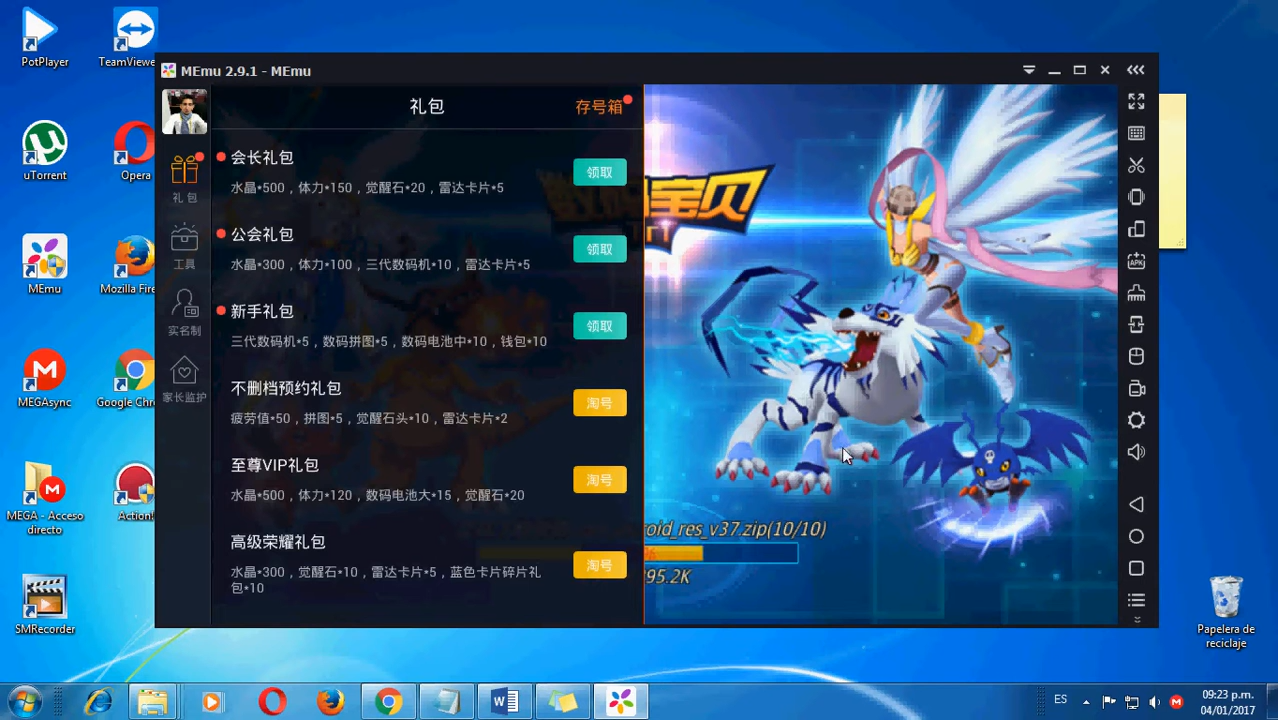 PotPlayer
TeamViewe
uTorrent
Opera
MEmu
Mozilla Fire
MEGAsync
Google Chr
MEGA - Acceso
directo
Action!
SMRecorder
MEmu 2.9.1 - MEmu
礼包
存号箱
礼 包
工具
实名制
家长监护
会长礼包
水晶*500，体力*150，觉醒石*20，雷达卡片*5
领取
公会礼包
水晶*300，体力*100，三代数码机*10，雷达卡片*5
领取
新手礼包
三代数码机*5，数码拼图*5，数码电池中*10，钱包*10
领取
不删档预约礼包
疲劳值*50，拼图*5，觉醒石头*10，雷达卡片*2
淘号
至尊VIP礼包
水晶*500，体力*120，数码电池大*15，觉醒石*20
淘号
高级荣耀礼包
水晶*300，觉醒石*10，雷达卡片*5，蓝色卡片碎片礼
包*10
淘号
宝贝
oid_res_v37.zip(10/10)
%
95.2K
APK
Papelera de
reciclaje
ES
09:23 p.m.
04/01/2017